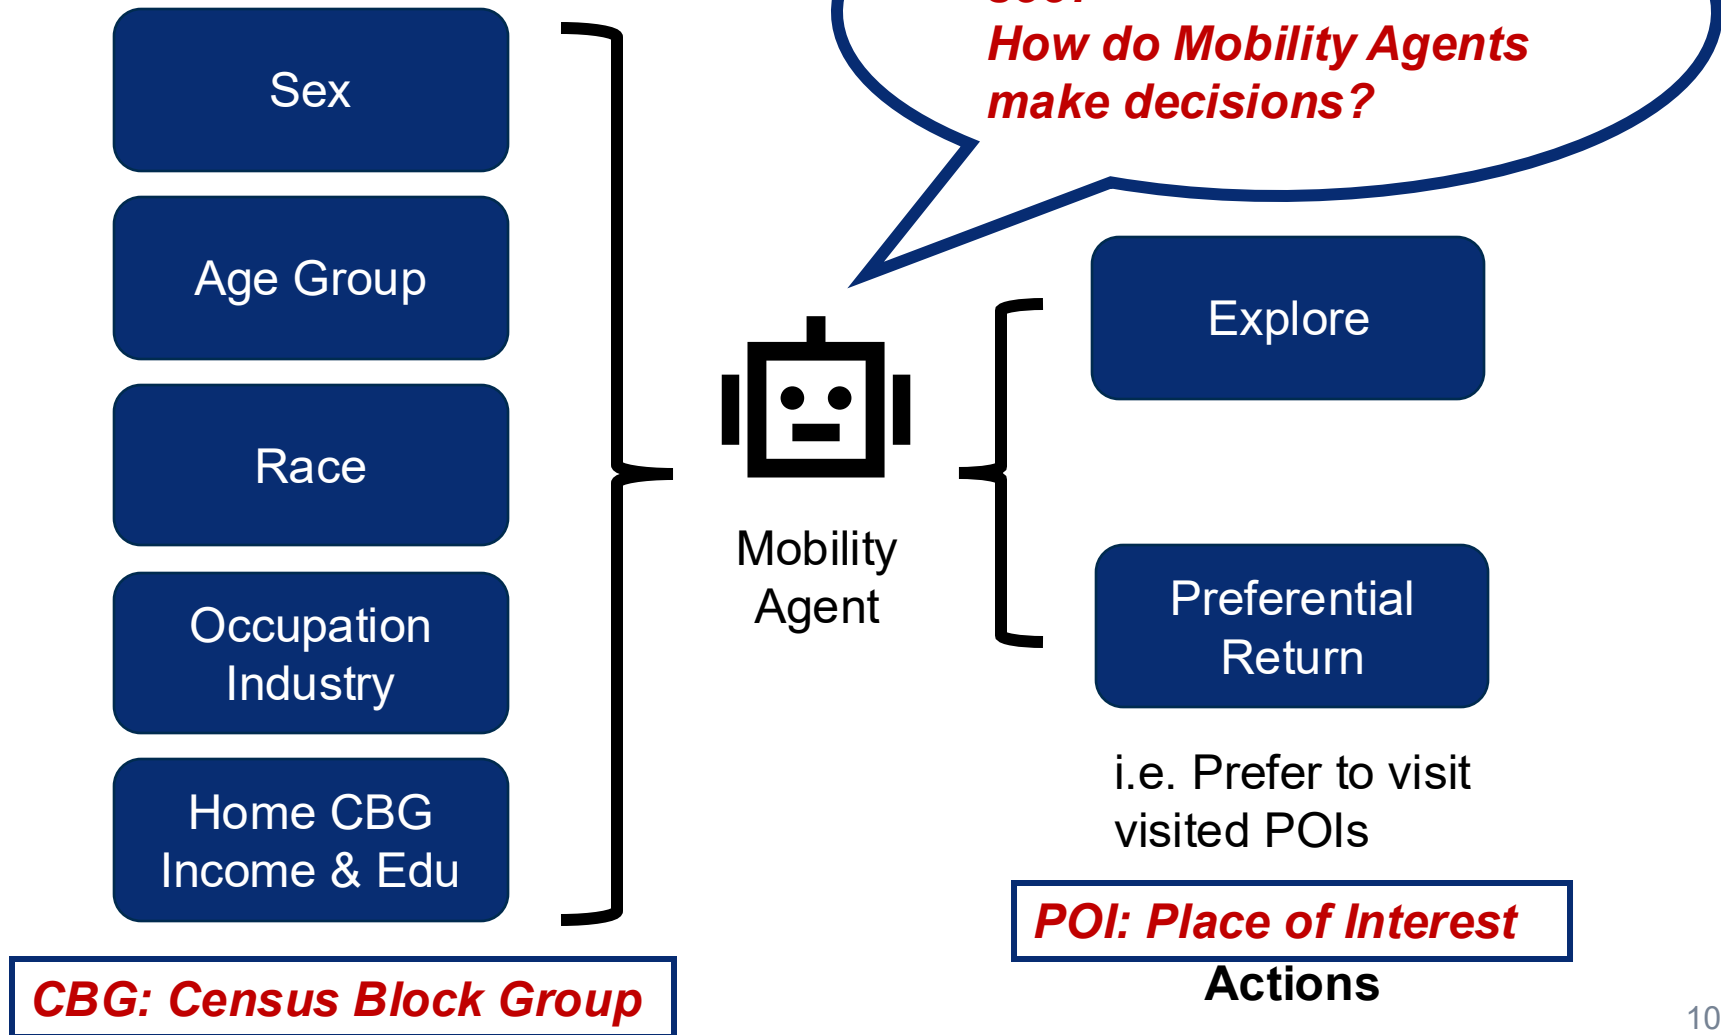 How do Mobility Agents
make decisions?
Sex
Age Group
Race
Occupation
Industry
Home CBG
Income & Edu
CBG: Census Block Group
Mobility
Agent
Explore
Preferential
Return
i.e. Prefer to visit
visited POIs
POI: Place of Interest
Actions
10